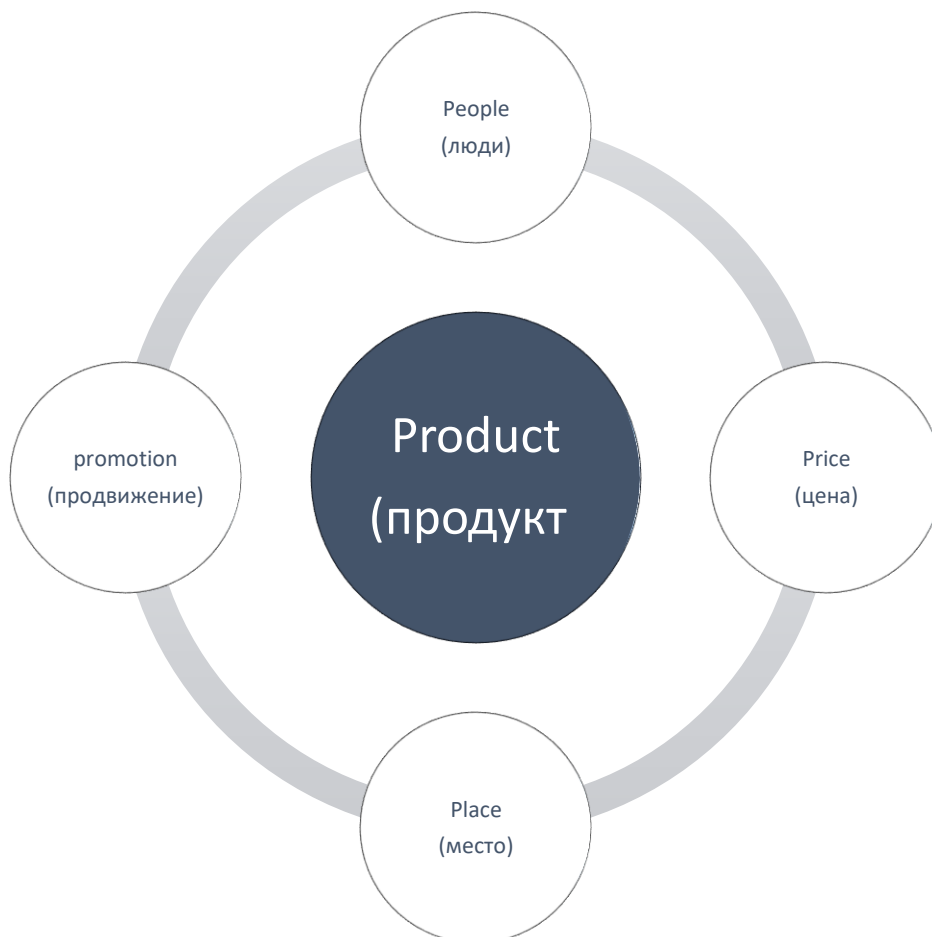 People
(люди)
promotion
(продвижение)
Product
(продукт
Price
(цена)
Place
(место)